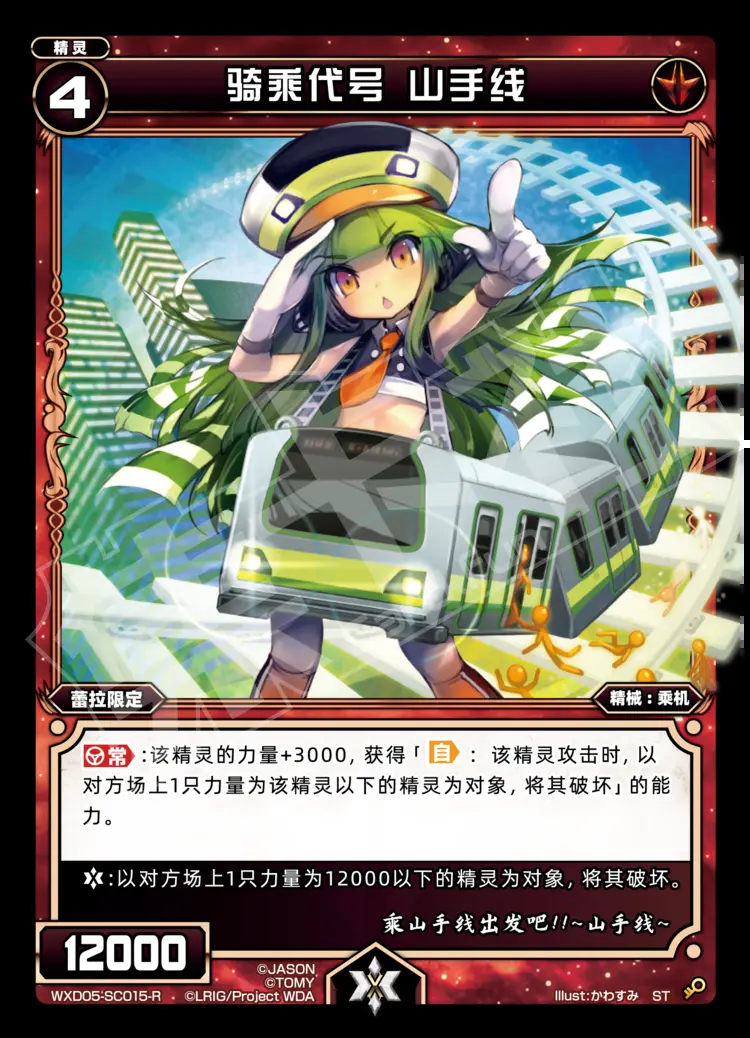 精灵
4
骑乘代号 山手线
蕾拉限定
精械：乘机
常:该精灵的力量+3000, 获得「自：该精灵攻击时, 以
对方场上1只力量为该精灵以下的精灵为对象, 将其破坏」的能
力。
:以对方场上1只力量为12000以下的精灵为对象, 将其破坏。
乘山手线出发吧!!~山手线~
12000
©JASON
©TOMY
WXD05-SC015-R ©LRIG/Project WDA
Illust:かわすみ ST